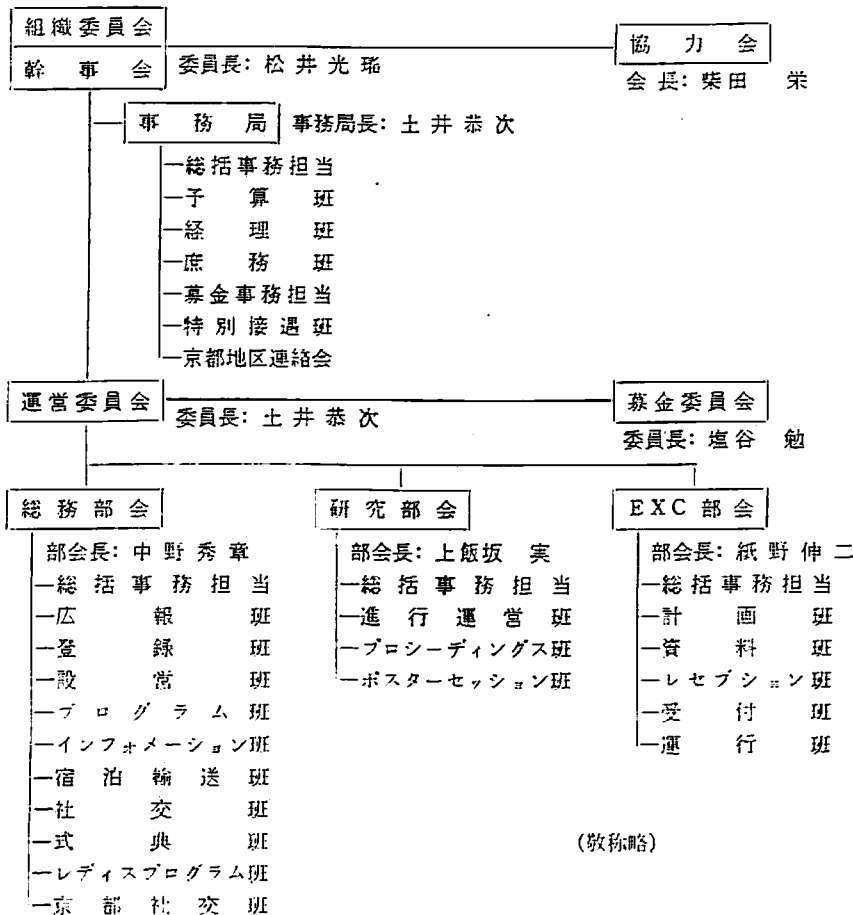 組織委員会
幹事会 委員長: 松井光瑤
協力会
会長: 柴田 栄
事務局 事務局長: 土井恭次
総括事務担当
予算班
経理班
庶務班
募金事務担当
特別接遇班
京都地区連絡会
運営委員会 委員長: 土井恭次
募金委員会
委員長: 塩谷 勉
総務部会
部会長: 中野秀章
総括事務担当
広報班
登録班
設営班
プログラム班
インフォメーション班
宿泊輸送班
社交班
式典班
レディスプログラム班
京都社交班
研究部会
部会長: 上飯坂 実
総括事務担当
進行運営班
プロシーディングス班
ポスターセッション班
EXC部会
部会長: 紙野伸二
総括事務担当
計画班
資料班
レセプション班
受付班
運行班
(敬称略)